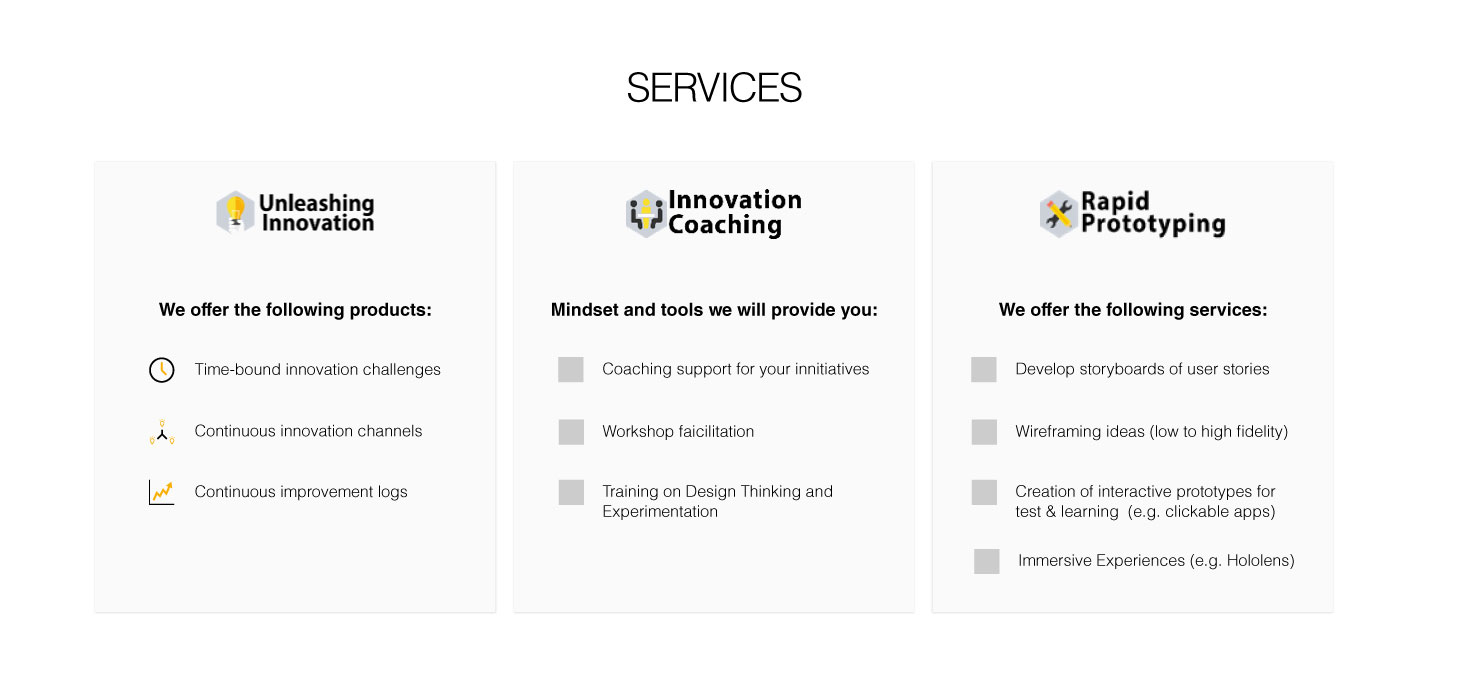 SERVICES
Unleashing
Innovation
We offer the following products:
Time-bound innovation challenges
Continuous innovation channels
Continuous improvement logs
Innovation
Coaching
Mindset and tools we will provide you:
Coaching support for your innitiatives
Workshop faicilitation
Training on Design Thinking and
Experimentation
Rapid
Prototyping
We offer the following services:
Develop storyboards of user stories
Wireframing ideas (low to high fidelity)
Creation of interactive prototypes for
test & learning  (e.g. clickable apps)
Immersive Experiences (e.g. Hololens)